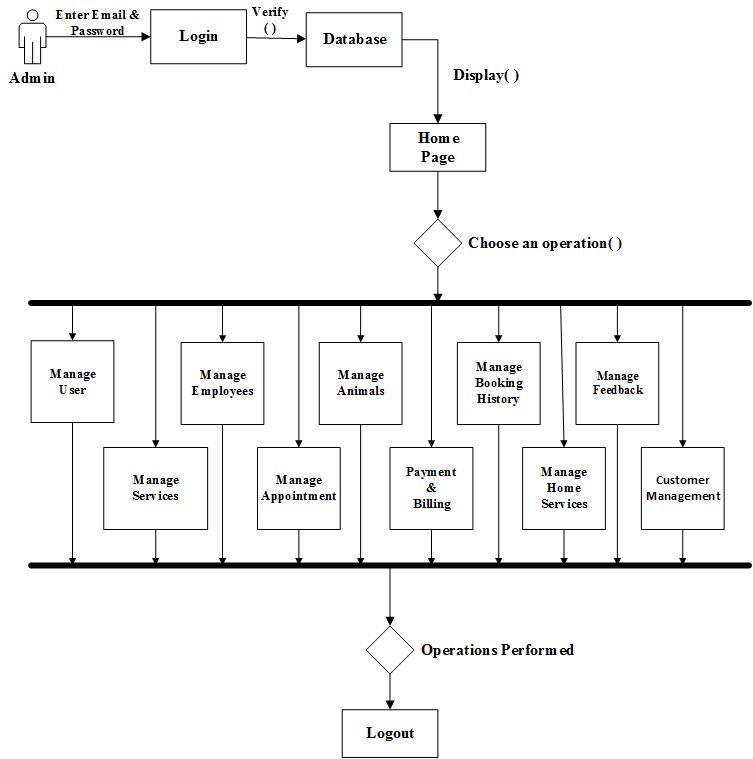 Enter Email &
Password
Verify
( )
Login
Database
Admin
Display( )
Home
Page
Choose an operation( )
Manage
User
Manage
Employees
Manage
Animals
Manage
Booking
History
Manage
Feedback
Manage
Services
Manage
Appointment
Payment
&
Billing
Manage
Home
Services
Customer
Management
Operations Performed
Logout